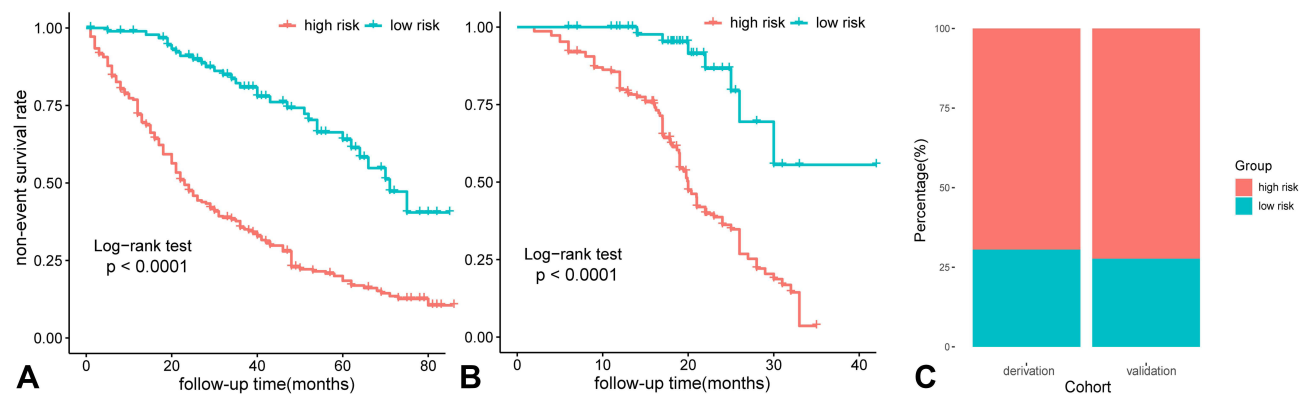 high risk low risk
1.00
0.75
0.50
0.25
0.00
non-event survival rate
Log-rank test
p < 0.0001
0 20 40 60 80
follow-up time(months)
A
high risk low risk
1.00
0.75
0.50
0.25
0.00
Log-rank test
p < 0.0001
0 10 20 30 40
follow-up time(months)
B
100
75
50
25
0
Percentage(%)
derivation validation
Cohort
Group
high risk
low risk
C